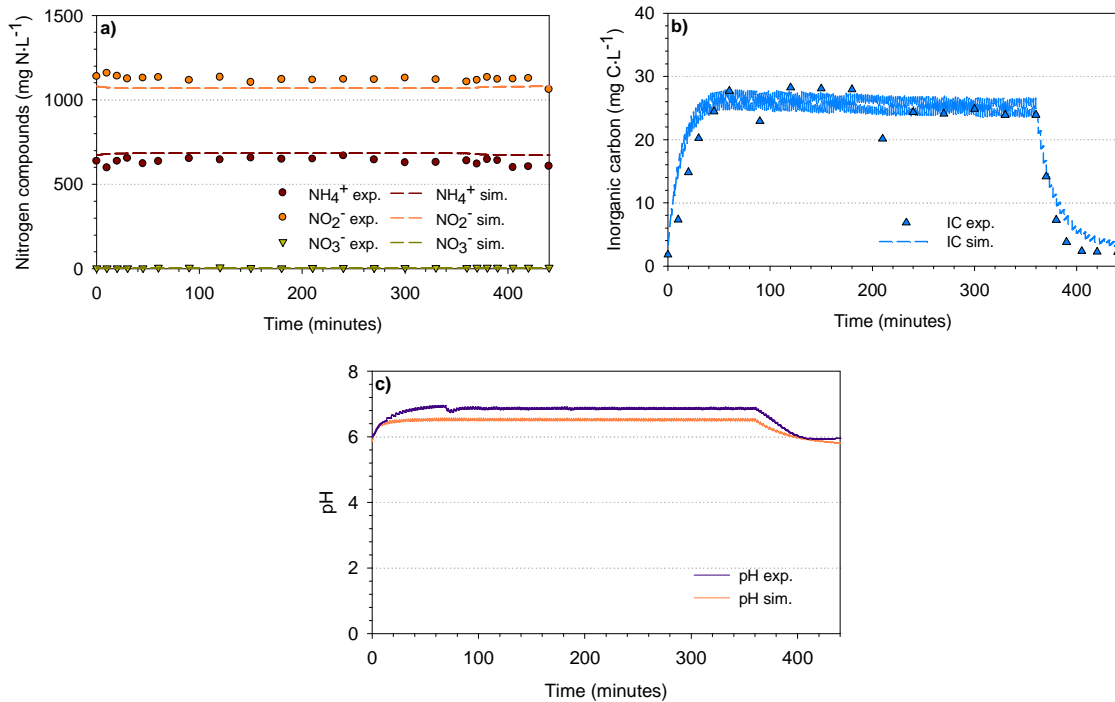 a)
Nitrogen compounds (mg N·L⁻¹)
1500
1000
500
0
NH₄⁺ exp.
NH₄⁺ sim.
NO₂⁻ exp.
NO₂⁻ sim.
NO₃⁻ exp.
NO₃⁻ sim.
0 100 200 300 400
Time (minutes)
b)
Inorganic carbon (mg C·L⁻¹)
40
30
20
10
0
IC exp.
IC sim.
0 100 200 300 400
Time (minutes)
c)
pH
8
6
4
2
0
pH exp.
pH sim.
0 100 200 300 400
Time (minutes)